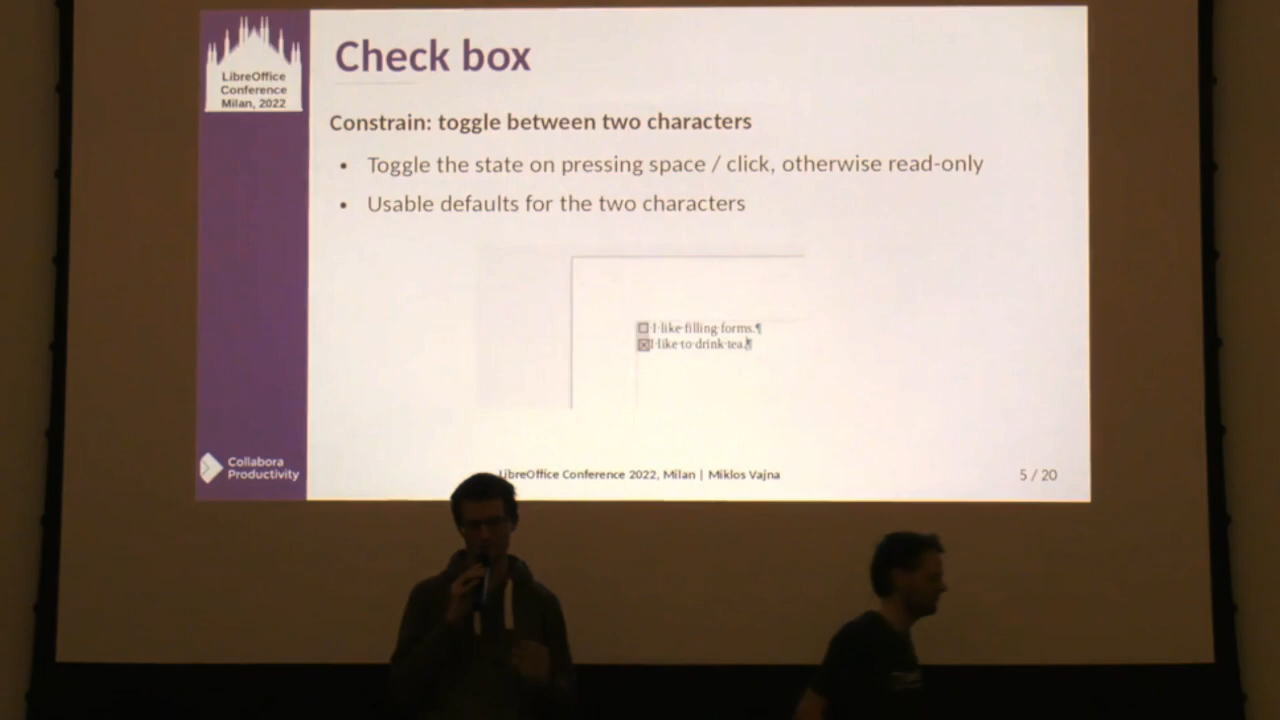 LibreOffice
Conference
Milan, 2022
Check box
Constrain: toggle between two characters
• Toggle the state on pressing space / click, otherwise read-only
• Usable defaults for the two characters
☐·I·like·filling·forms.¶
☒I·like·to·drink·tea.¶
Collabora
Productivity
LibreOffice Conference 2022, Milan | Miklos Vajna
5 / 20